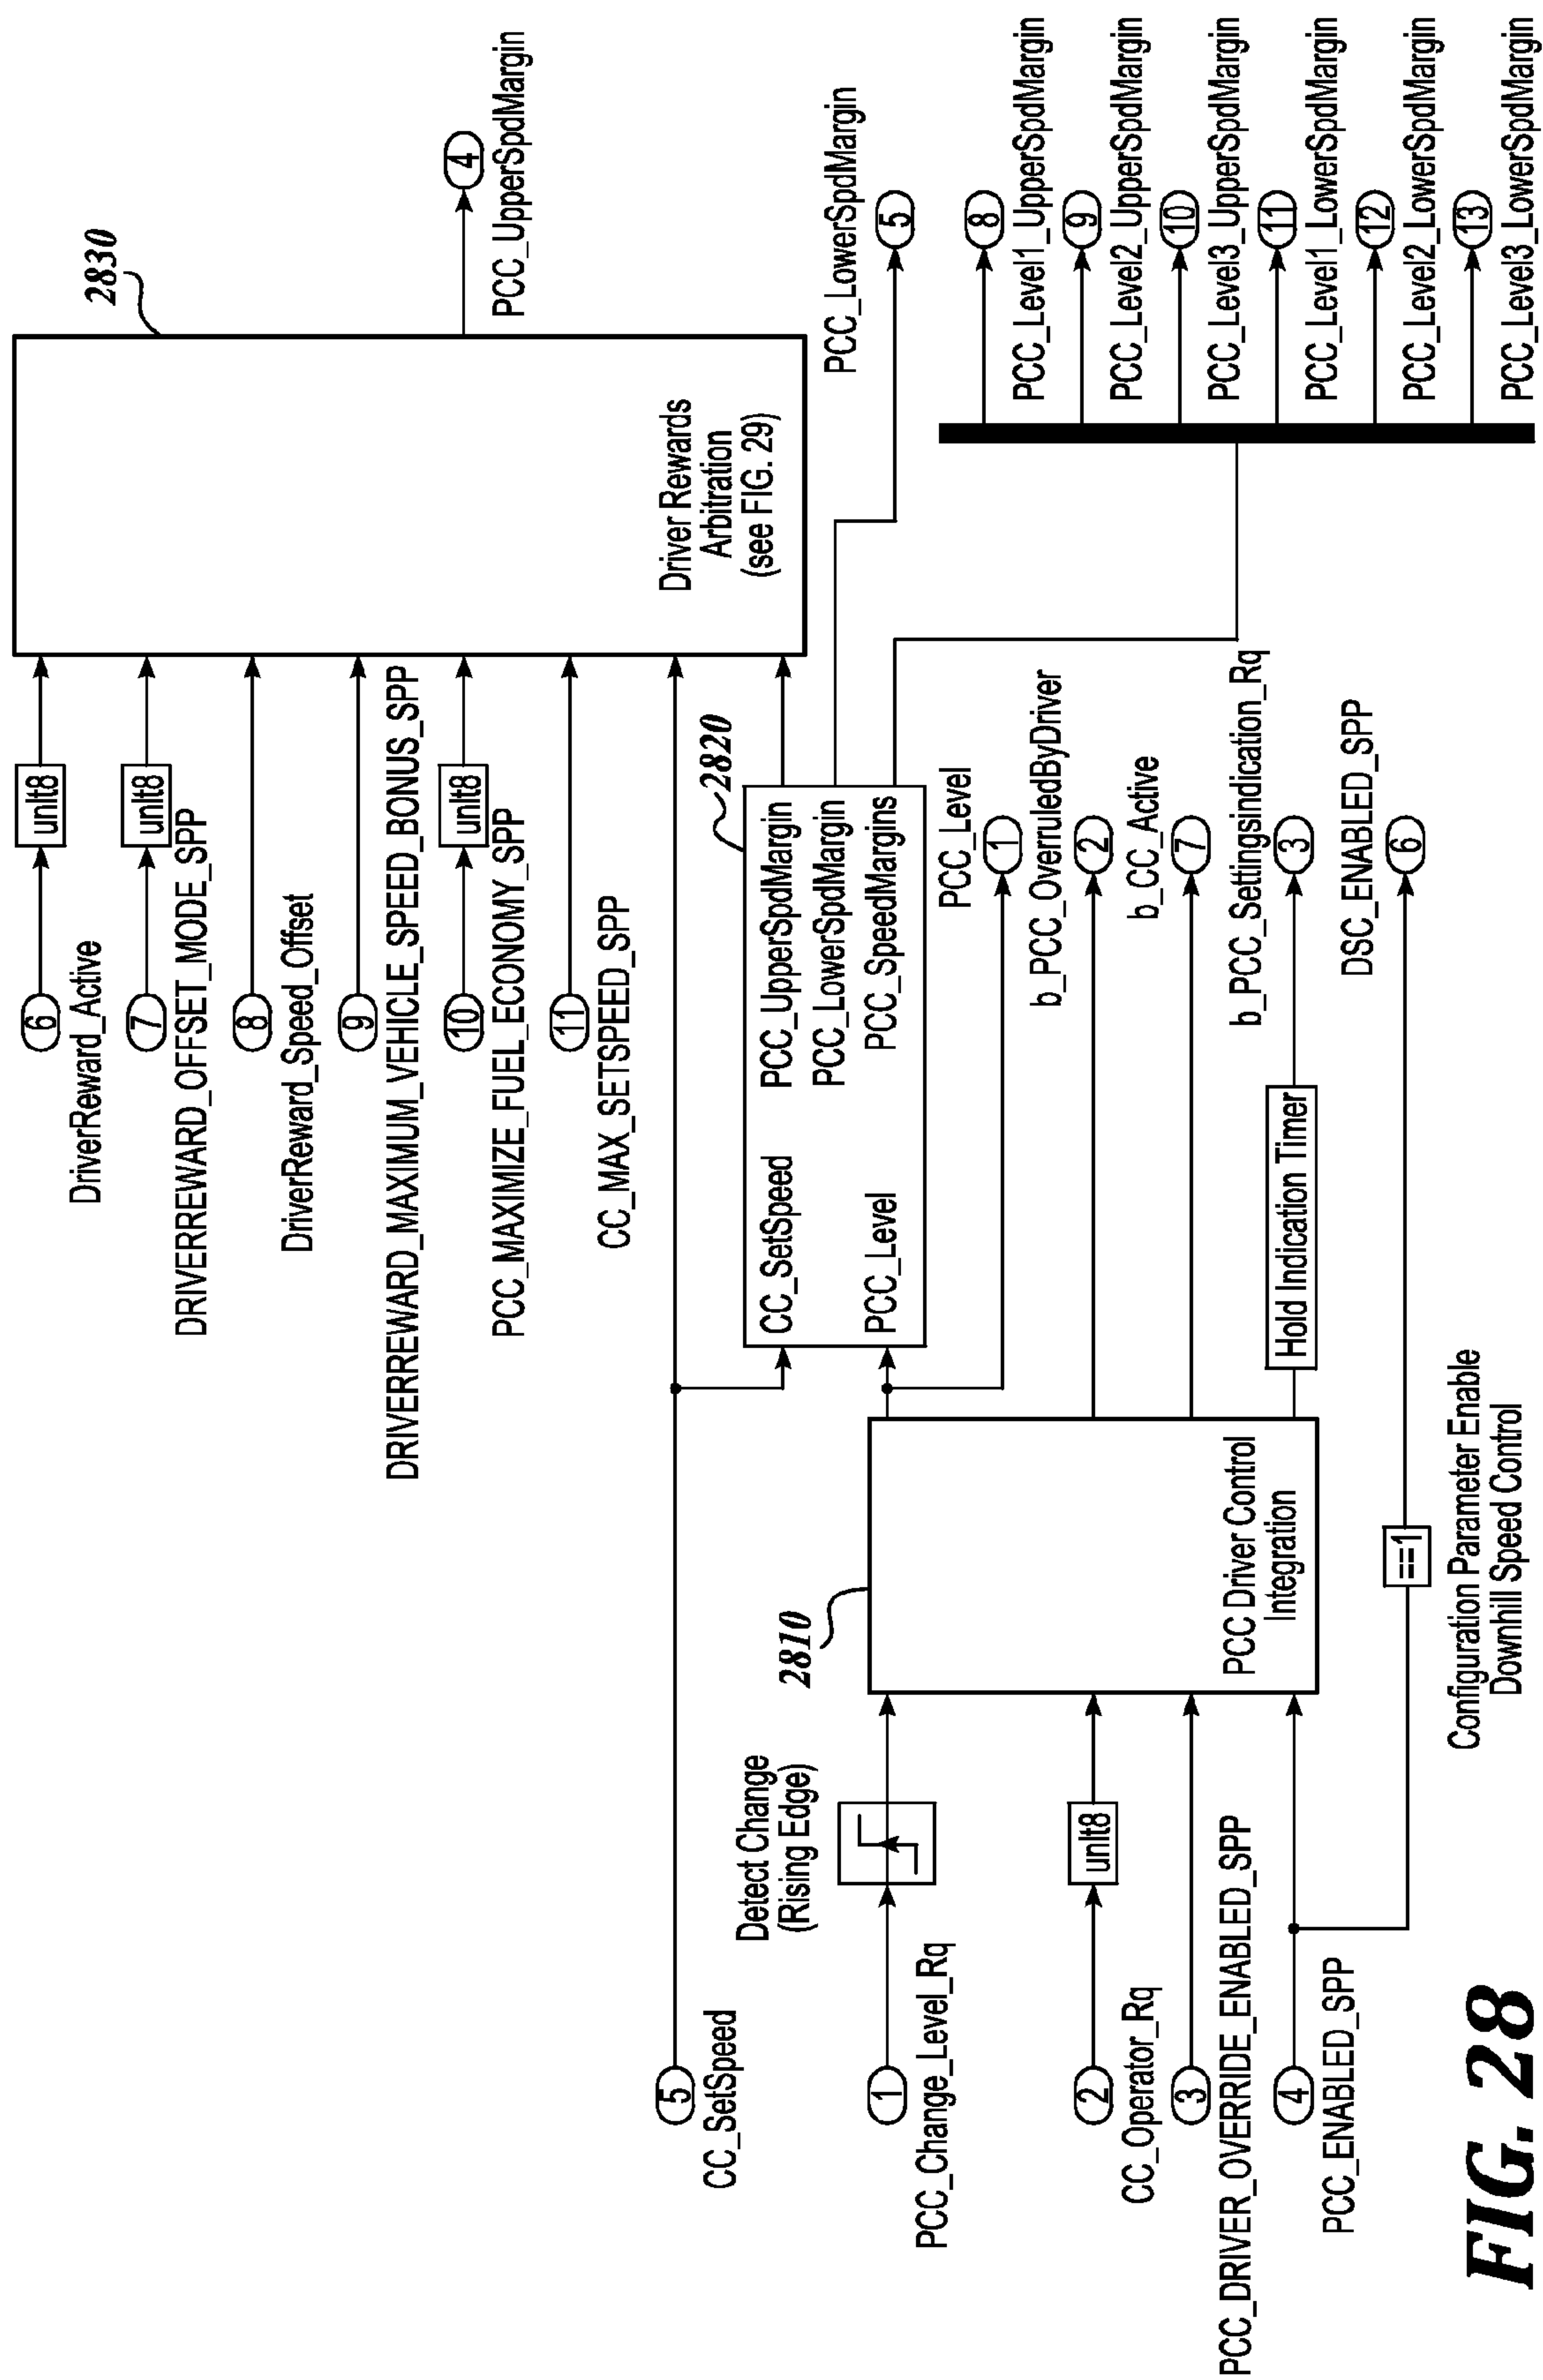 6
DriverReward_Active
unIt8
7
DRIVERREWARD_OFFSET_MODE_SPP
unIt8
8
DriverReward_Speed_Offset
9
DRIVERREWARD_MAXIMUM_VEHICLE_SPEED_BONUS_SPP
10
PCC_MAXIMIZE_FUEL_ECONOMY_SPP
unIt8
11
CC_MAX_SETSPEED_SPP
2830
Driver Rewards
Arbitration
(see FIG. 29)
4
PCC_UpperSpdMargin
5
CC_SetSpeed
2820
CC_SetSpeed
PCC_UpperSpdMargin
PCC_LowerSpdMargin
PCC_Level
PCC_SpeedMargins
PCC_LowerSpdMargin
5
8
PCC_Level1_UpperSpdMargin
9
PCC_Level2_UpperSpdMargin
10
PCC_Level3_UpperSpdMargin
11
PCC_Level1_LowerSpdMargin
12
PCC_Level2_LowerSpdMargin
13
PCC_Level3_LowerSpdMargin
Detect Change
(Rising Edge)
1
PCC_Change_Level_Rq
2
CC_Operator_Rq
unIt8
3
PCC_DRIVER_OVERRIDE_ENABLED_SPP
4
PCC_ENABLED_SPP
2810
PCC Driver Control
Integration
PCC_Level
1
b_PCC_OverruledByDriver
2
b_CC_Active
7
Hold Indication Timer
b_PCC_Settingsindication_Rq
3
==1
DSC_ENABLED_SPP
6
Configuration Parameter Enable
Downhill Speed Control
FIG. 28